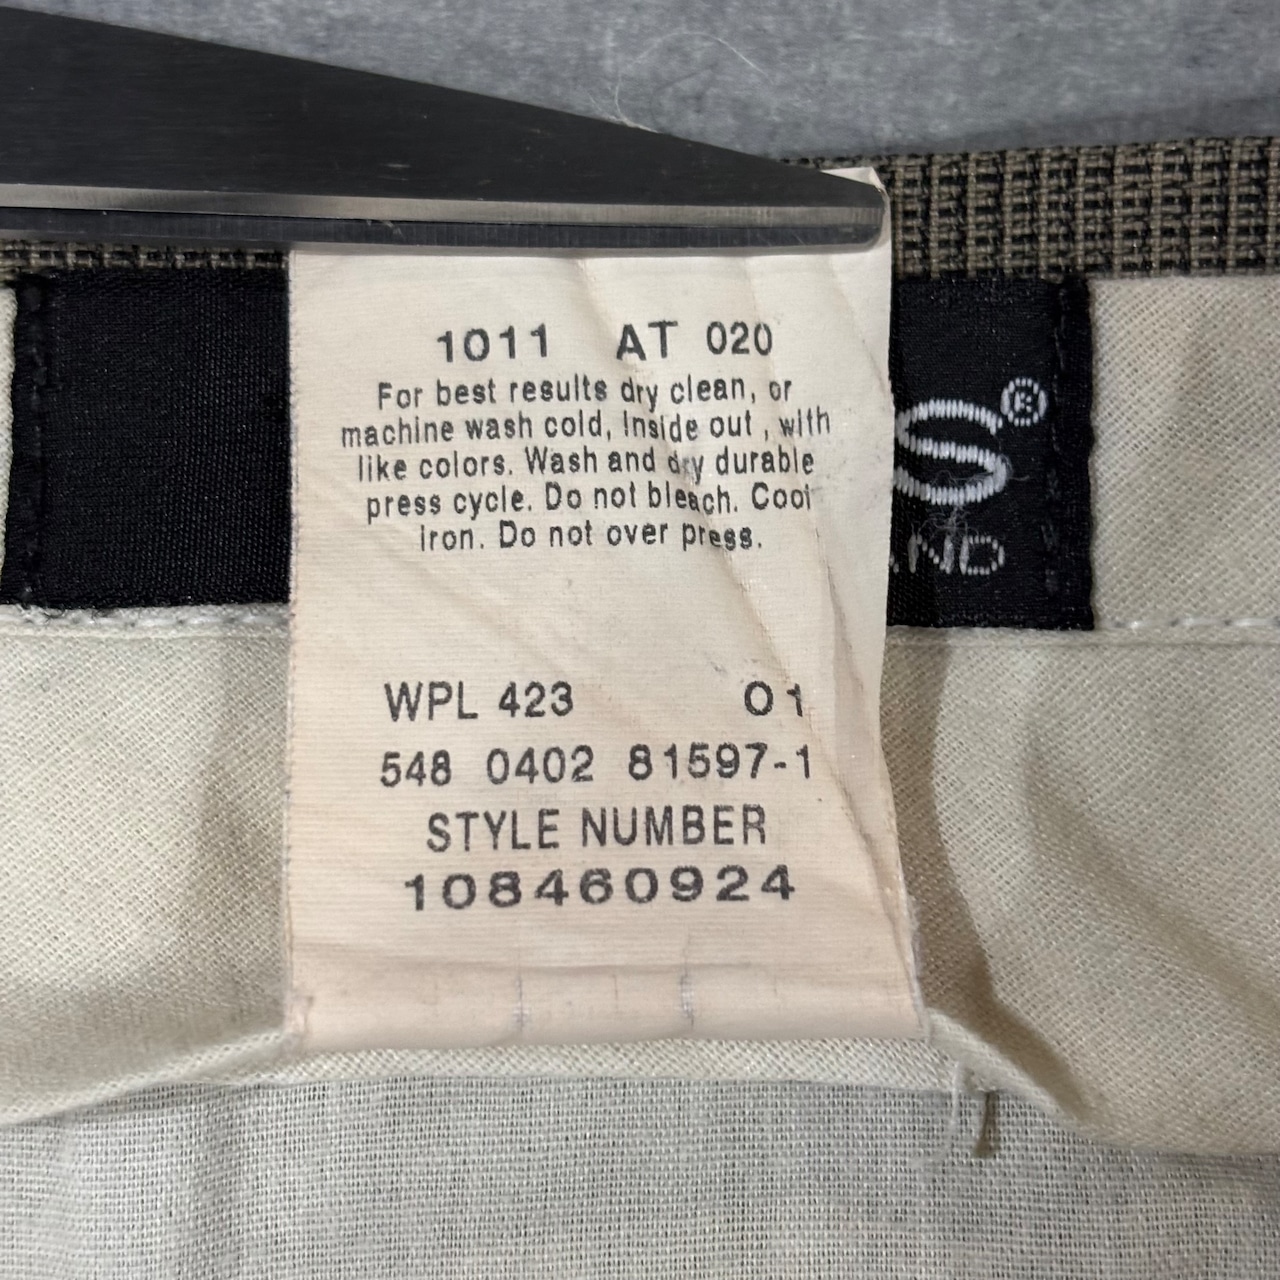 1011 AT 020
For best results dry clean, or
machine wash cold, Inside out , with
like colors. Wash and dry durable
press cycle. Do not bleach. Cool
iron. Do not over press.
WPL 423 01
548 0402 81597-1
STYLE NUMBER
108460924
S®
ND